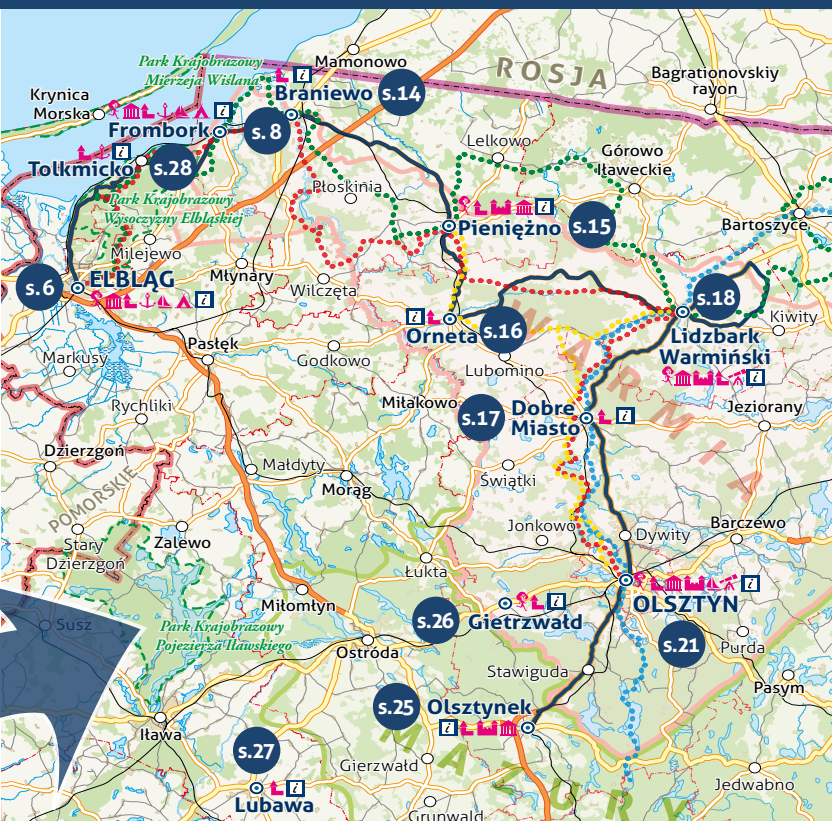 Park Krajobrazowy
Mierzeja Wiślana
Mamonowo
ROSJA
Bagrationovskiy
rayon
Krynica
Morska
i
Braniewo
s.14
i
Frombork
s. 8
Lelkowo
Górowo
Iławeckie
i
Tolkmicko
s.28
Płoskinia
Park Krajobrazowy
Wysoczyzny Elbląskiej
i
Pieniężno
s.15
Bartoszyce
Milejewo
Młynary
s.6
ELBLĄG
i
Wilczęta
s.18
i
Orneta
s.16
Kiwity
Lidzbark
Warmiński
i
Pasłęk
Markusy
Godkowo
Lubomino
WARMIA
Rychliki
Miłakowo
s.17
Dobre
Miasto
i
Jeziorany
Dzierzgoń
POMORSKIE
Małdyty
Morąg
Świątki
Stary
Dzierzgoń
Zalewo
Jonkowo
Dywity
Barczewo
Łukta
i
OLSZTYN
Miłomłyn
i
Gietrzwałd
s.26
Susz
Park Krajobrazowy
Pojezierza Iławskiego
Ostróda
s.21
Purda
Stawiguda
Pasym
s.25
Olsztynek
i
Iława
s.27
MAZURY
Gierzwałd
Jedwabno
i
Lubawa
Grunwald